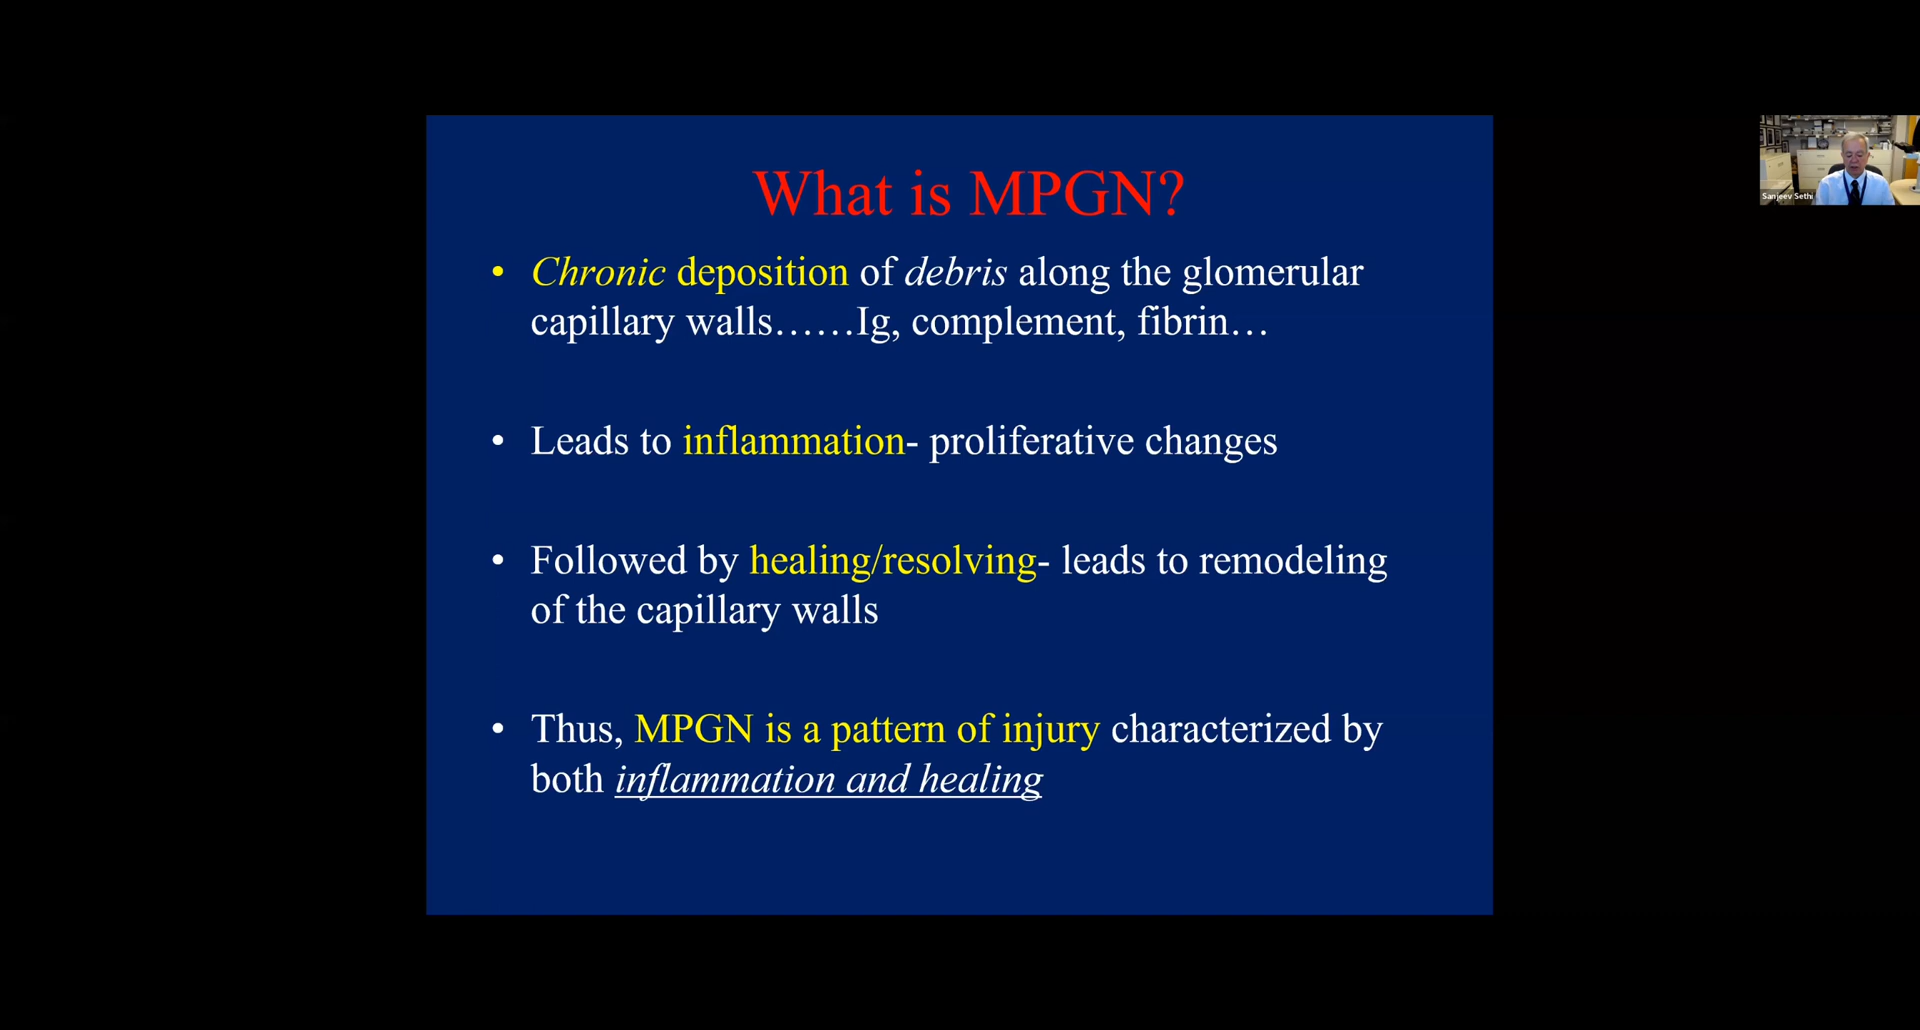 What is MPGN?
• Chronic deposition of debris along the glomerular
capillary walls……Ig, complement, fibrin…
• Leads to inflammation- proliferative changes
• Followed by healing/resolving- leads to remodeling
of the capillary walls
• Thus, MPGN is a pattern of injury characterized by
both inflammation and healing
Sanjeev Sethi